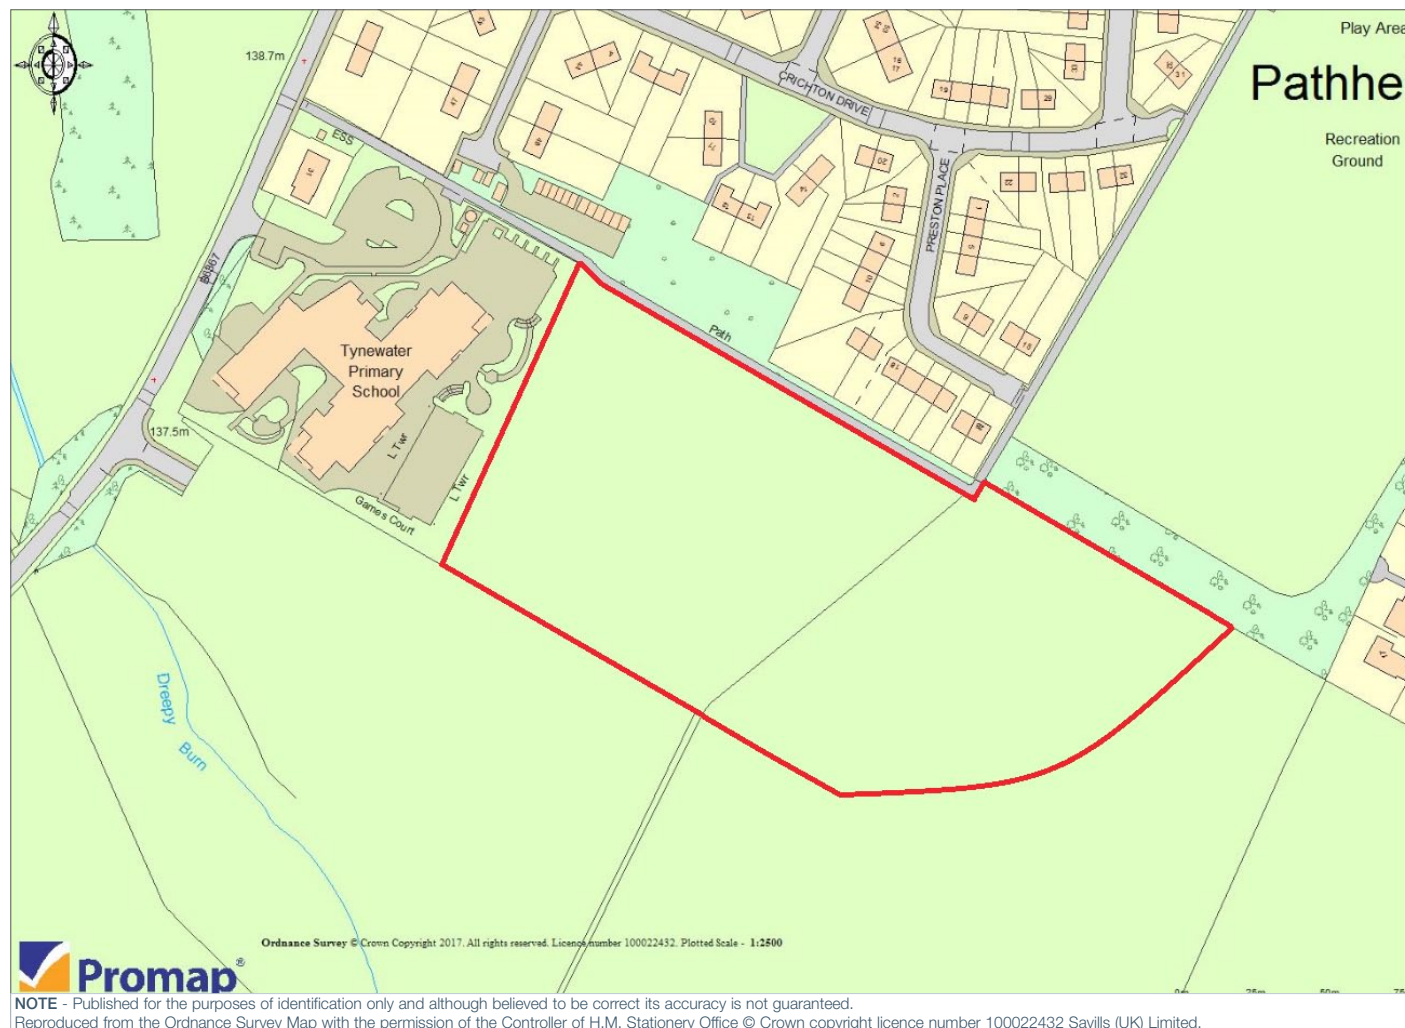 Play Area
138.7m
Pathhe
CRICHTON DRIVE
ESS
Recreation
Ground
PRESTON PLACE
B6367
Path
Tynewater
Primary
School
L Twr
137.5m
L Twr
Games Court
Dreepy
Burn
Ordnance Survey © Crown Copyright 2017. All rights reserved. Licence number 100022432. Plotted Scale - 1:2500
Promap®
0m 25m 50m 75
NOTE - Published for the purposes of identification only and although believed to be correct its accuracy is not guaranteed.
Reproduced from the Ordnance Survey Map with the permission of the Controller of H.M. Stationery Office © Crown copyright licence number 100022432 Savills (UK) Limited.